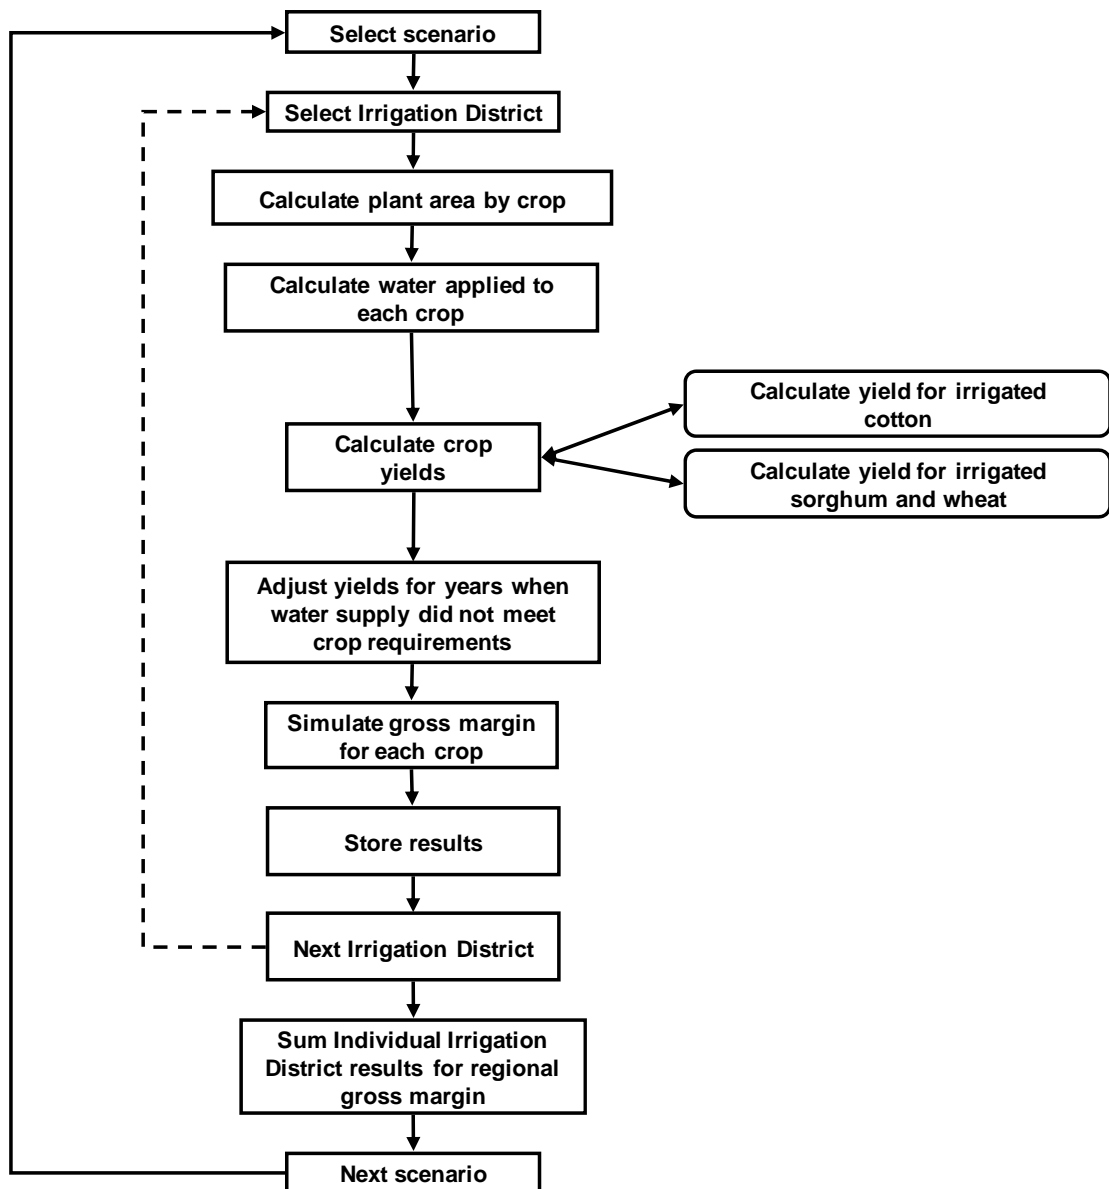 Select scenario
Select Irrigation District
Calculate plant area by crop
Calculate water applied to
each crop
Calculate yield for irrigated
cotton
Calculate crop
yields
Calculate yield for irrigated
sorghum and wheat
Adjust yields for years when
water supply did not meet
crop requirements
Simulate gross margin
for each crop
Store results
Next Irrigation District
Sum Individual Irrigation
District results for regional
gross margin
Next scenario